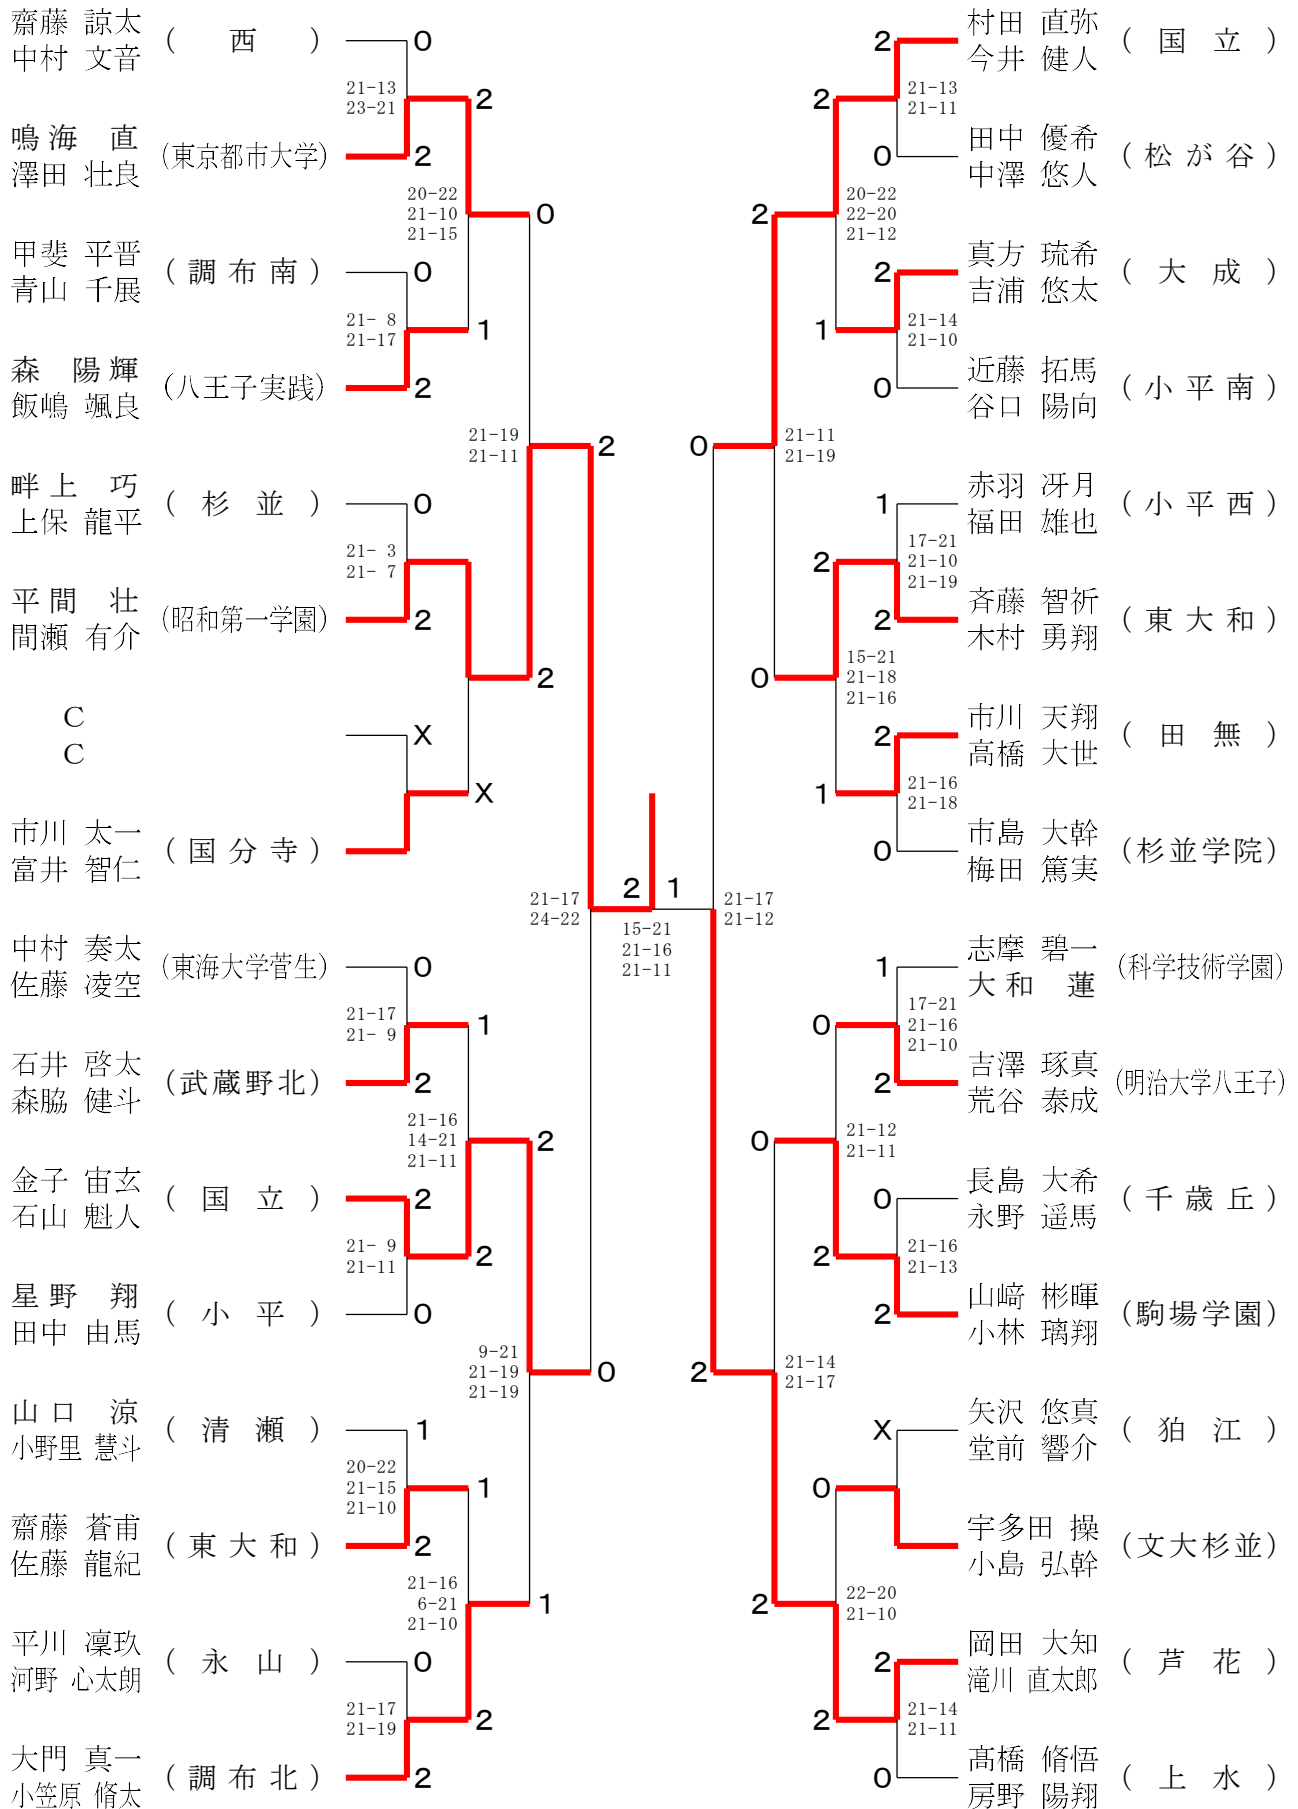 齋藤 諒太
中村 文音
( 西 )
0
21-13
23-21
2
鳴海 直
澤田 壮良
(東京都市大学)
2
20-22
21-10
21-15
0
甲斐 平晋
青山 千展
(調布南)
0
21- 8
21-17
1
森 陽輝
飯嶋 颯良
(八王子実践)
2
21-19
21-11
2
畔上 巧
上保 龍平
( 杉 並 )
0
21- 3
21- 7
平間 壮
間瀬 有介
(昭和第一学園)
2
2
C
C
X
X
市川 太一
富井 智仁
(国分寺)
21-17
24-22
中村 奏太
佐藤 凌空
(東海大学菅生)
0
21-17
21- 9
1
石井 啓太
森脇 健斗
(武蔵野北)
2
21-16
14-21
21-11
2
金子 宙玄
石山 魁人
( 国 立 )
2
21- 9
21-11
2
星野 翔
田中 由馬
( 小 平 )
0
9-21
21-19
21-19
0
山口 涼
小野里 慧斗
( 清 瀬 )
1
20-22
21-15
21-10
1
齋藤 蒼甫
佐藤 龍紀
(東大和)
2
21-16
6-21
21-10
1
平川 凜玖
河野 心太朗
( 永 山 )
0
21-17
21-19
2
大門 真一
小笠原 脩太
(調布北)
2
2
1
15-21
21-16
21-11
村田 直弥
今井 健人
( 国 立 )
2
21-13
21-11
2
田中 優希
中澤 悠人
(松が谷)
0
20-22
22-20
21-12
2
真方 琉希
吉浦 悠太
( 大 成 )
2
21-14
21-10
1
近藤 拓馬
谷口 陽向
(小平南)
0
21-11
21-19
0
赤羽 冴月
福田 雄也
(小平西)
1
17-21
21-10
21-19
2
斉藤 智祈
木村 勇翔
(東大和)
2
15-21
21-18
21-16
0
市川 天翔
高橋 大世
( 田 無 )
2
21-16
21-18
1
市島 大幹
梅田 篤実
(杉並学院)
0
21-17
21-12
志摩 碧一
大和 蓮
(科学技術学園)
1
17-21
21-16
21-10
0
吉澤 琢真
荒谷 泰成
(明治大学八王子)
2
21-12
21-11
0
長島 大希
永野 遥馬
(千歳丘)
0
21-16
21-13
2
山﨑 彬暉
小林 璃翔
(駒場学園)
2
21-14
21-17
2
矢沢 悠真
堂前 響介
( 狛 江 )
X
0
宇多田 操
小島 弘幹
(文大杉並)
22-20
21-10
2
岡田 大知
滝川 直太郎
( 芦 花 )
2
21-14
21-11
2
髙橋 脩悟
房野 陽翔
( 上 水 )
0